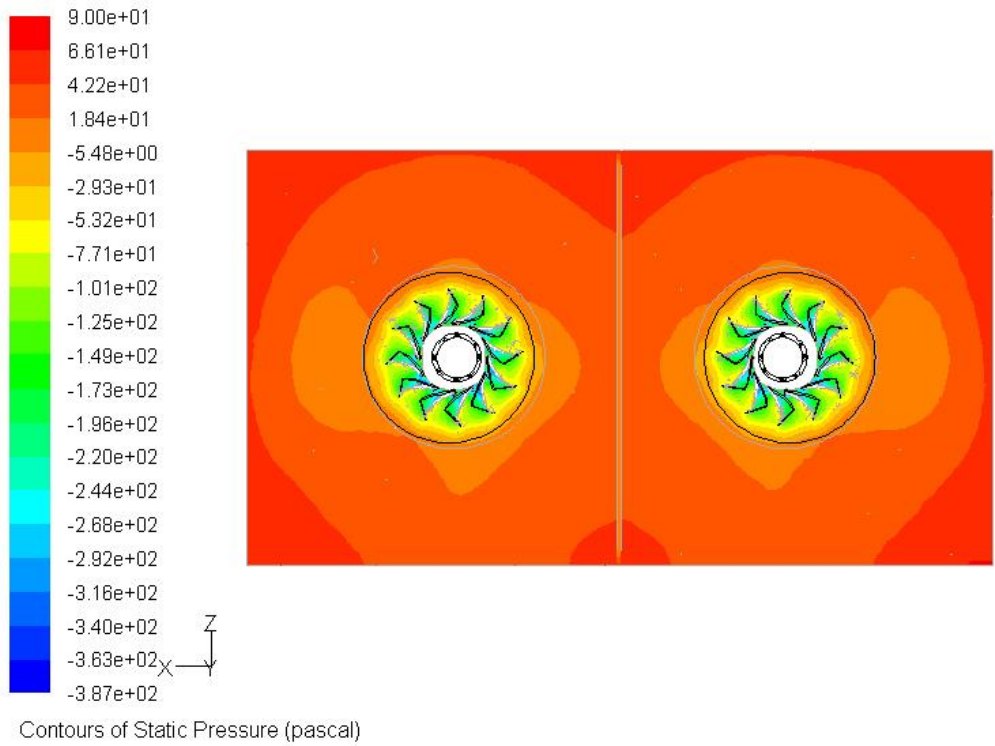 9.00e+01
6.61e+01
4.22e+01
1.84e+01
-5.48e+00
-2.93e+01
-5.32e+01
-7.71e+01
-1.01e+02
-1.25e+02
-1.49e+02
-1.73e+02
-1.96e+02
-2.20e+02
-2.44e+02
-2.68e+02
-2.92e+02
-3.16e+02
-3.40e+02
-3.63e+02
-3.87e+02
Z
X Y
Contours of Static Pressure (pascal)